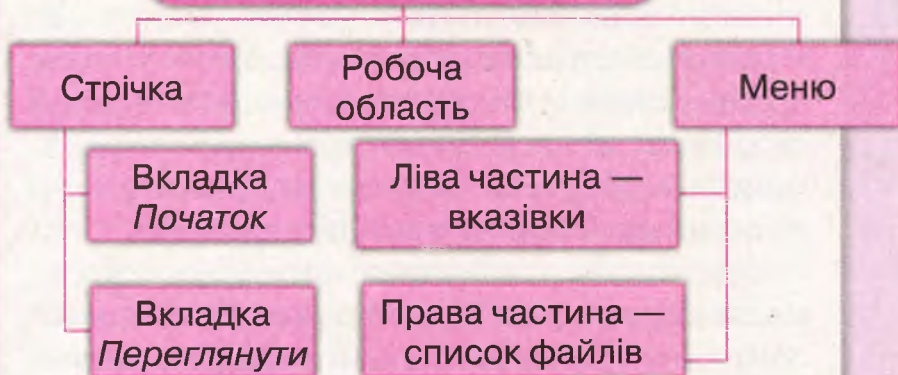 Стрічка
Робоча
область
Меню
Вкладка
Початок
Ліва частина —
вказівки
Вкладка
Переглянути
Права частина —
список файлів